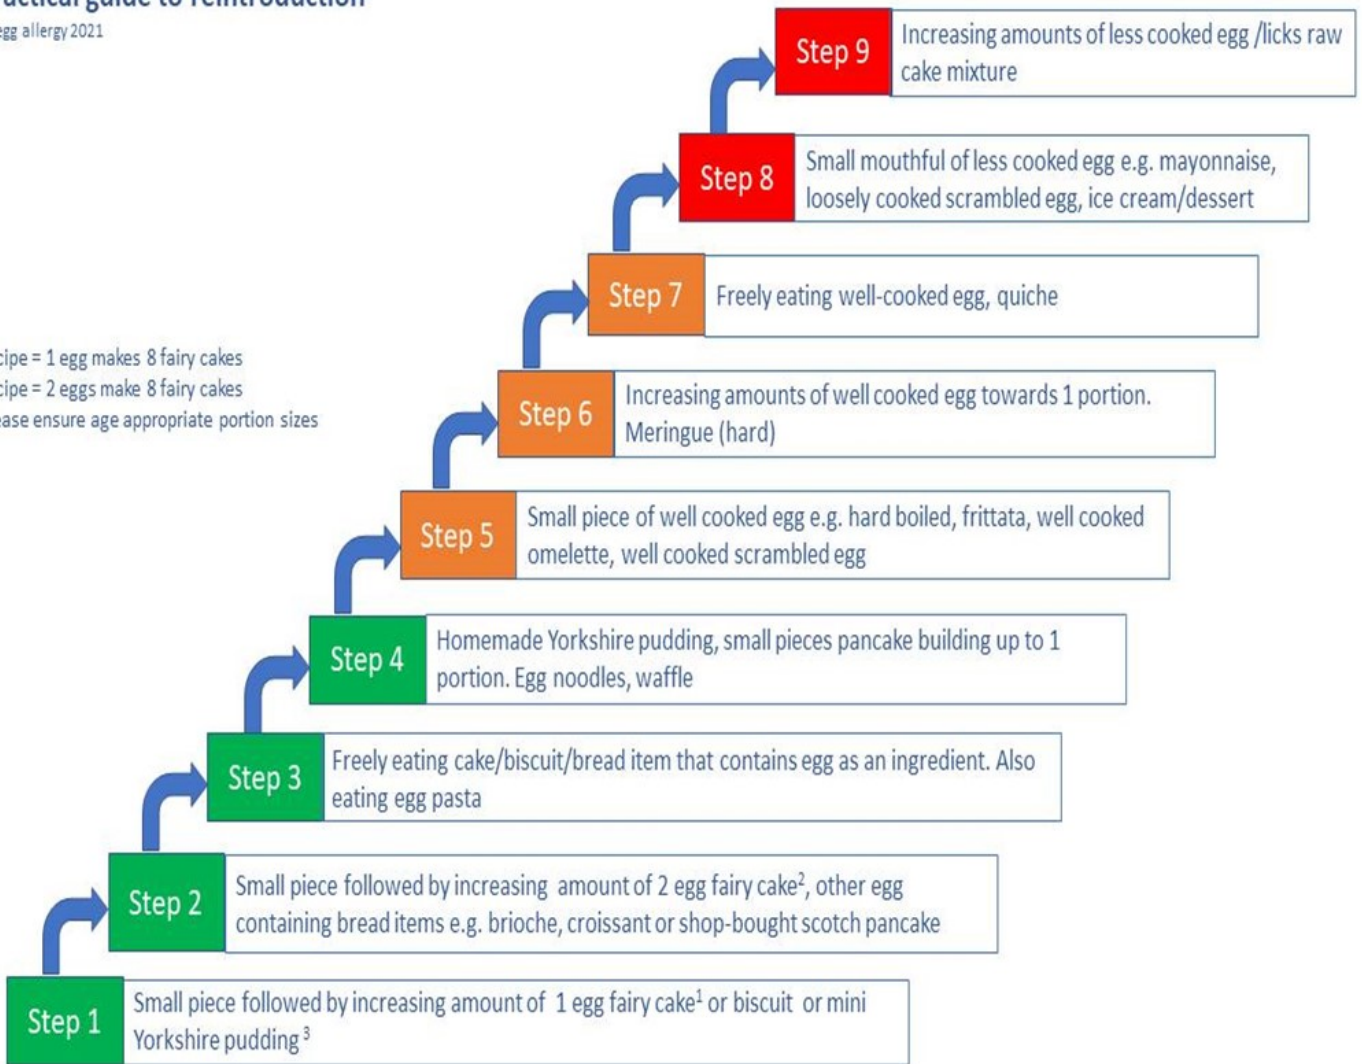 guide to reintroduction
egg allergy 2021
Step 9
Increasing amounts of less cooked egg /licks raw
cake mixture
Step 8
Small mouthful of less cooked egg e.g. mayonnaise,
loosely cooked scrambled egg, ice cream/dessert
Step 7
Freely eating well-cooked egg, quiche
= 1 egg makes 8 fairy cakes
= 2 eggs make 8 fairy cakes
ensure age appropriate portion sizes
Step 6
Increasing amounts of well cooked egg towards 1 portion.
Meringue (hard)
Step 5
Small piece of well cooked egg e.g. hard boiled, frittata, well cooked
omelette, well cooked scrambled egg
Step 4
Homemade Yorkshire pudding, small pieces pancake building up to 1
portion. Egg noodles, waffle
Step 3
Freely eating cake/biscuit/bread item that contains egg as an ingredient. Also
eating egg pasta
Step 2
Small piece followed by increasing amount of 2 egg fairy cake², other egg
containing bread items e.g. brioche, croissant or shop-bought scotch pancake
Step 1
Small piece followed by increasing amount of 1 egg fairy cake¹ or biscuit or mini
Yorkshire pudding ³